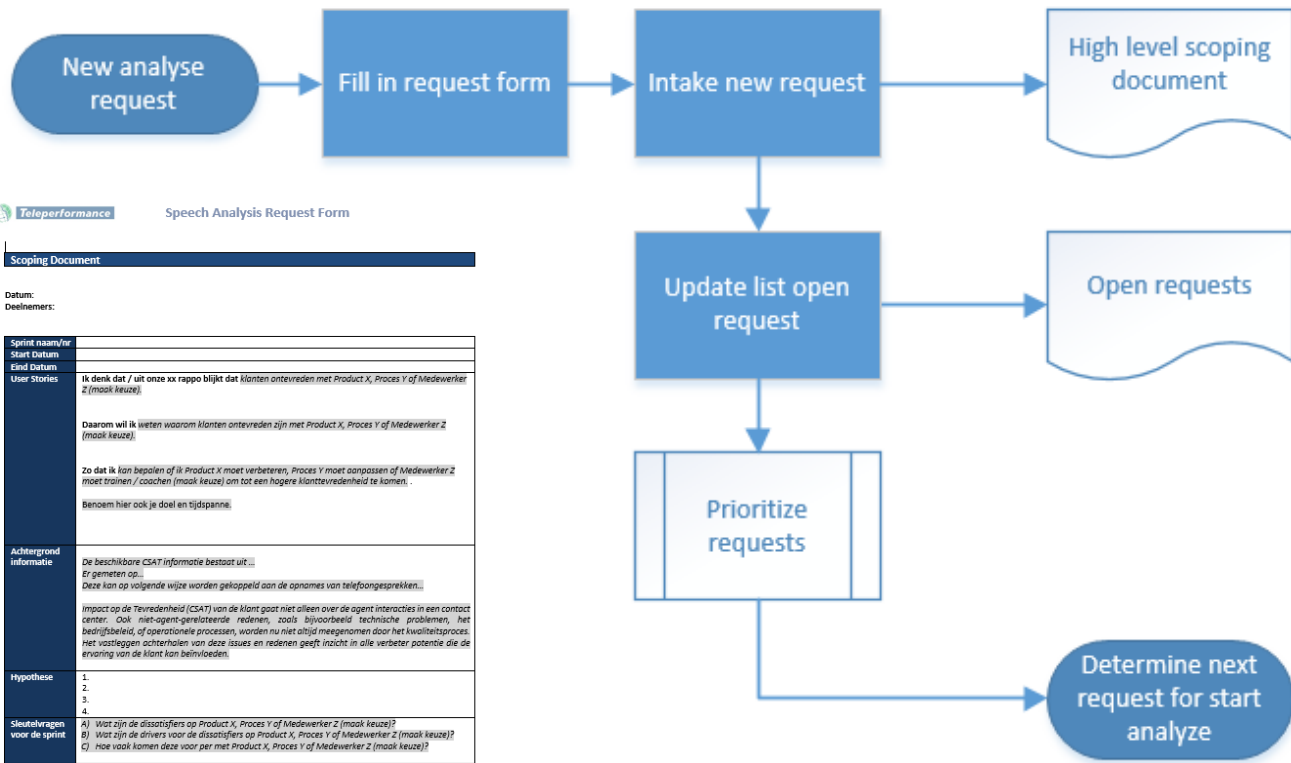 New analyse
request
Fill in request form
Intake new request
High level scoping
document
Update list open
request
Open requests
Prioritize
requests
Determine next
request for start
analyze
Teleperformance
Speech Analysis Request Form
Scoping Document
Datum:
Deelnemers:
Sprint naam/nr
Start Datum
Eind Datum
User Stories
Ik denk dat / uit onze xx rappo blijkt dat klanten ontevreden met Product X, Proces Y of Medewerker
Z (maak keuze).
Daarom wil ik weten waarom klanten ontevreden zijn met Product X, Proces Y of Medewerker Z
(maak keuze).
Zo dat ik kan bepalen of ik Product X moet verbeteren, Proces Y moet aanpassen of Medewerker Z
moet trainen / coachen (maak keuze) om tot een hogere klanttevredenheid te komen. .
Benoem hier ook je doel en tijdspanne.
Achtergrond
informatie
De beschikbare CSAT informatie bestaat uit ...
Er gemeten op...
Deze kan op volgende wijze worden gekoppeld aan de opnames van telefoongesprekken...
Impact op de Tevredenheid (CSAT) van de klant gaat niet alleen over de agent interacties in een contact
center. Ook niet-agent-gerelateerde redenen, zoals bijvoorbeeld technische problemen, het
bedrijfsbeleid, of operationele processen, worden nu niet altijd meegenomen door het kwaliteitsproces.
Het vastleggen achterhalen van deze issues en redenen geeft inzicht in alle verbeter potentie die de
ervaring van de klant kan beïnvloeden.
Hypothese
1.
2.
3.
4.
Sleutelvragen
voor de sprint
A) Wat zijn de dissatisfiers op Product X, Proces Y of Medewerker Z (maak keuze)?
B) Wat zijn de drivers voor de dissatisfiers op Product X, Proces Y of Medewerker Z (maak keuze)?
C) Hoe vaak komen deze voor per met Product X, Proces Y of Medewerker Z (maak keuze)?